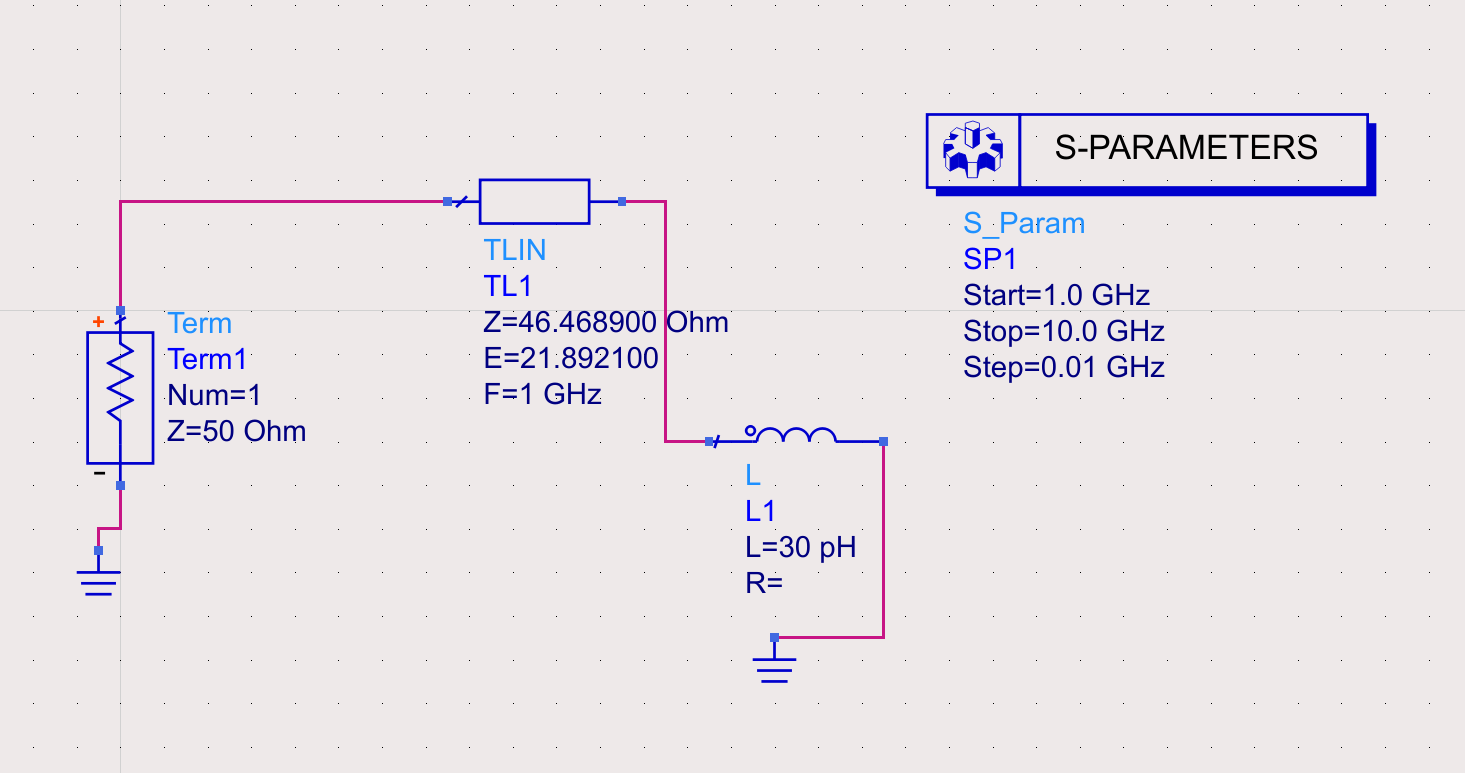 S-PARAMETERS
S_Param
SP1
Start=1.0 GHz
Stop=10.0 GHz
Step=0.01 GHz
TLIN
TL1
Z=46.468900 Ohm
E=21.892100
F=1 GHz
+
Term
Term1
Num=1
Z=50 Ohm
−
L
L1
L=30 pH
R=